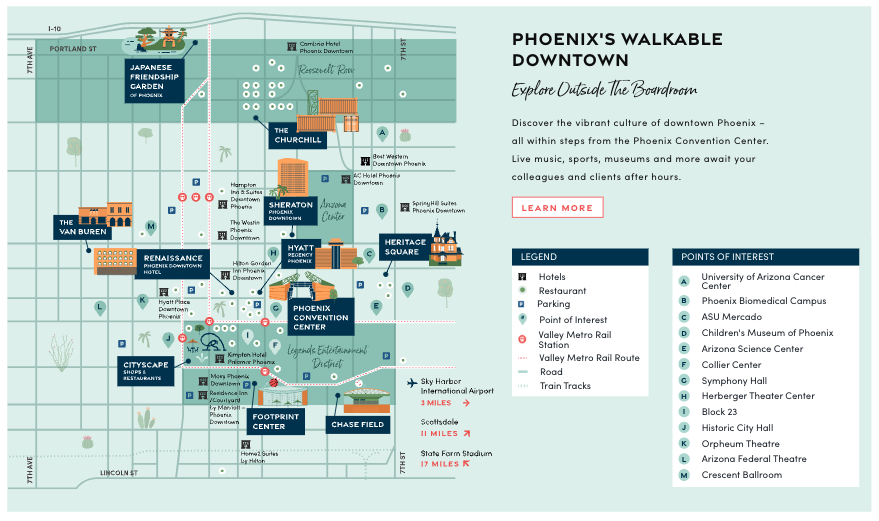 I-10
PORTLAND ST
7TH AVE
7TH ST
JAPANESE
FRIENDSHIP
GARDEN
OF PHOENIX
Cambria Hotel
Phoenix Downtown
Roosevelt Row
THE
CHURCHILL
A
Best Western
Downtown Phoenix
AC Hotel Phoenix
Downtown
P
P
P
Hampton
Inn & Suites
Downtown
Phoenix
SHERATON
PHOENIX
DOWNTOWN
Arizona
Center
P
B
SpringHill Suites
Phoenix Downtown
THE
VAN BUREN
M
The Westin
Phoenix
Downtown
RENAISSANCE
PHOENIX DOWNTOWN
HOTEL
H
HYATT
REGENCY
PHOENIX
C
HERITAGE
SQUARE
Hilton Garden
Inn Phoenix
Downtown
D
L
K
Hyatt Place
Downtown
Phoenix
G
PHOENIX
CONVENTION
CENTER
E
P
J
I
F
Legends Entertainment
District
P
Kimpton Hotel
Palomar Phoenix
CITYSCAPE
SHOPS &
RESTAURANTS
P
Moxy Phoenix
Downtown
P
P
Residence Inn
/Courtyard
by Marriott -
Phoenix
Downtown
FOOTPRINT
CENTER
CHASE FIELD
Home2 Suites
by Hilton
7TH AVE
LINCOLN ST
7TH ST
Sky Harbor
International Airport
3 MILES
Scottsdale
11 MILES
State Farm Stadium
17 MILES
PHOENIX'S WALKABLE
DOWNTOWN
Explore Outside The Boardroom
Discover the vibrant culture of downtown Phoenix –
all within steps from the Phoenix Convention Center.
Live music, sports, museums and more await your
colleagues and clients after hours.
LEARN MORE
LEGEND
Hotels
Restaurant
P Parking
Point of Interest
Valley Metro Rail
Station
Valley Metro Rail Route
Road
Train Tracks
POINTS OF INTEREST
A University of Arizona Cancer
Center
B Phoenix Biomedical Campus
C ASU Mercado
D Children's Museum of Phoenix
E Arizona Science Center
F Collier Center
G Symphony Hall
H Herberger Theater Center
I Block 23
J Historic City Hall
K Orpheum Theatre
L Arizona Federal Theatre
M Crescent Ballroom